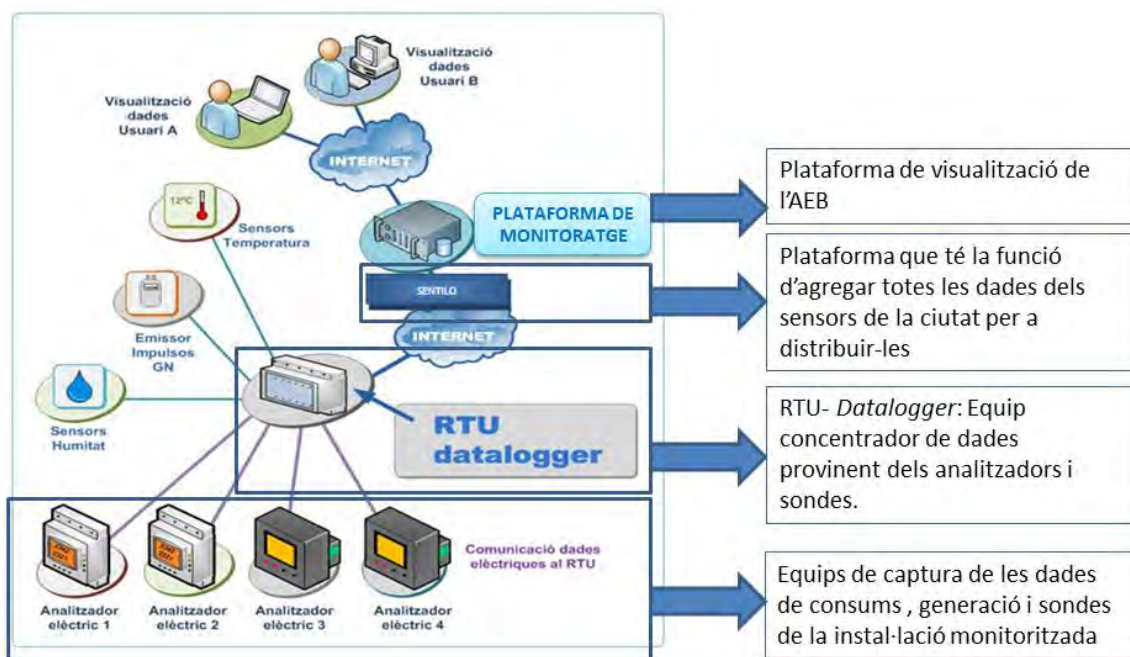 Visualització
dades
Usuari B
Visualització
dades
Usuari A
INTERNET
12ºC
Sensors
Temperatura
PLATAFORMA DE
MONITORATGE
SENTILO
INTERNET
Emissor
Impulsos
GN
Sensors
Humitat
RTU
datalogger
Comunicació dades
elèctriques al RTU
Analitzador
elèctric 1
Analitzador
elèctric 2
Analitzador
elèctric 3
Analitzador
elèctric 4
Plataforma de visualització de
l’AEB
Plataforma que té la funció
d’agregar totes les dades dels
sensors de la ciutat per a
distribuir-les
RTU- Datalogger: Equip
concentrador de dades
provinent dels analitzadors i
sondes.
Equips de captura de les dades
de consums , generació i sondes
de la instal·lació monitoritzada